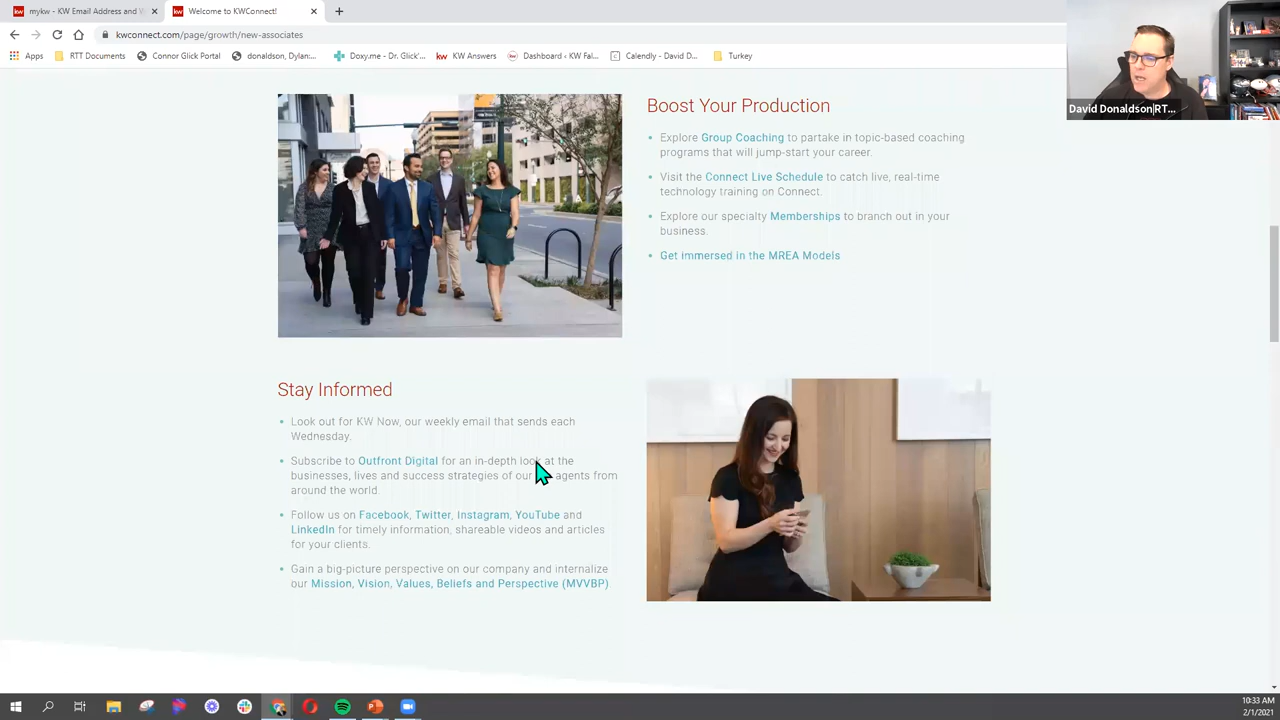 mykw - KW Email Address and
Welcome to KWConnect!
kwconnect.com/page/growth/new-associates
Apps
RTT Documents
Connor Glick Portal
donaldson, Dylan:...
Doxy.me - Dr. Glick'...
KW Answers
Dashboard ‹ KW Fal...
Calendly - David D...
Turkey
David Donaldson|RT...
Boost Your Production
Explore Group Coaching to partake in topic-based coaching
programs that will jump-start your career.
Visit the Connect Live Schedule to catch live, real-time
technology training on Connect.
Explore our specialty Memberships to branch out in your
business.
Get immersed in the MREA Models
Stay Informed
Look out for KW Now, our weekly email that sends each
Wednesday.
Subscribe to Outfront Digital for an in-depth look at the
businesses, lives and success strategies of our agents from
around the world.
Follow us on Facebook, Twitter, Instagram, YouTube and
LinkedIn for timely information, shareable videos and articles
for your clients.
Gain a big-picture perspective on our company and internalize
our Mission, Vision, Values, Beliefs and Perspective (MVVBP).
10:33 AM
2/1/2021